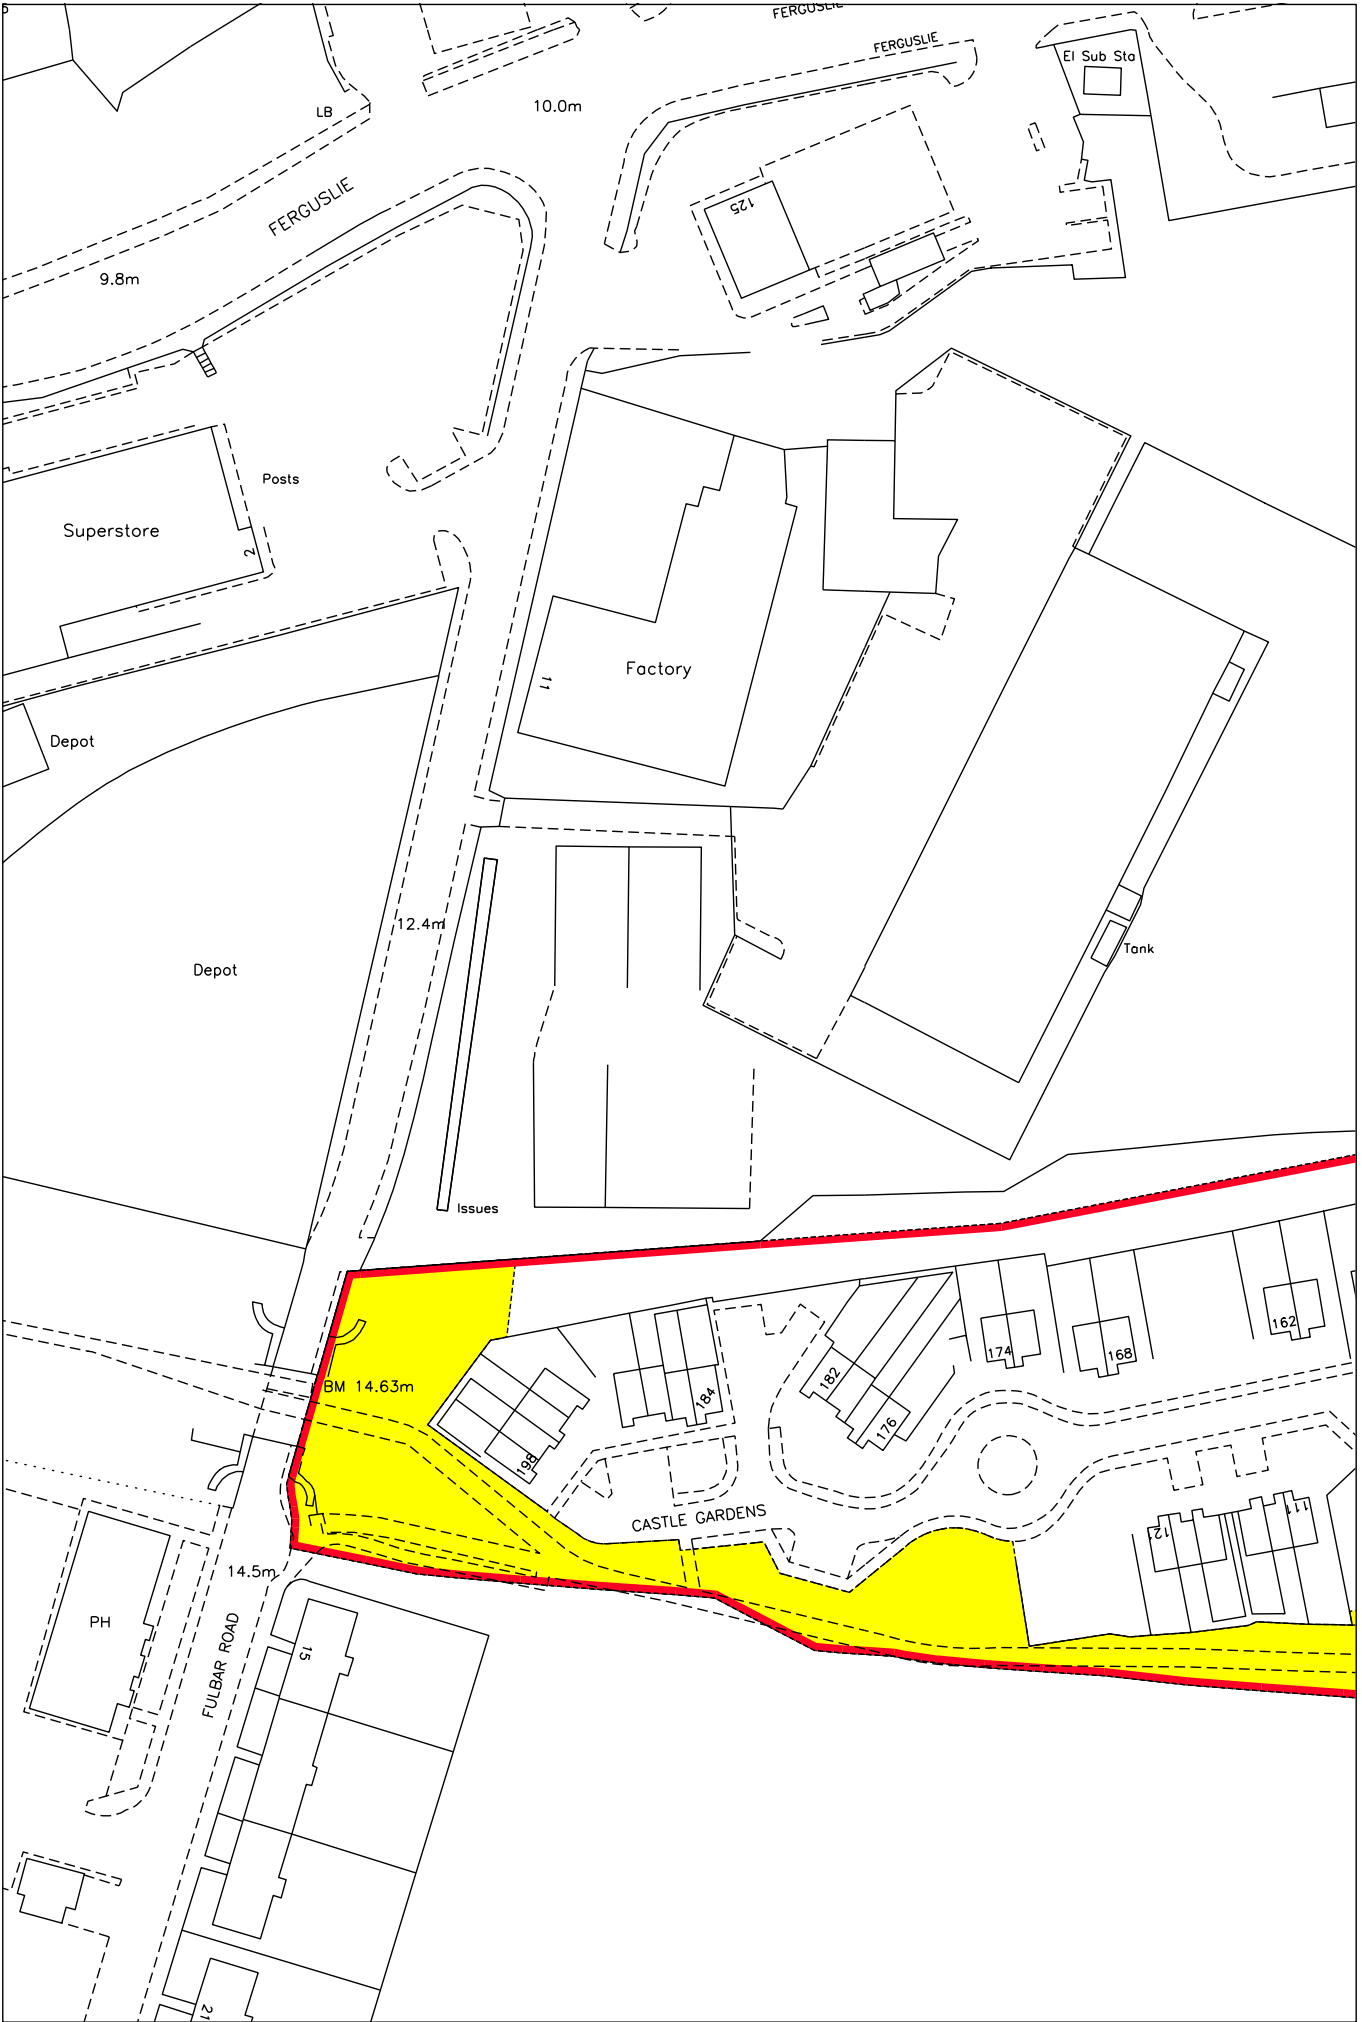 FERGUSLIE
FERGUSLIE
El Sub Sta
LB
10.0m
FERGUSLIE
125
9.8m
Posts
Superstore
2
Factory
11
Depot
12.4m
Tank
Depot
Issues
162
174
168
182
BM 14.63m
184
176
198
CASTLE GARDENS
111
121
14.5m
PH
FULBAR ROAD
15
21